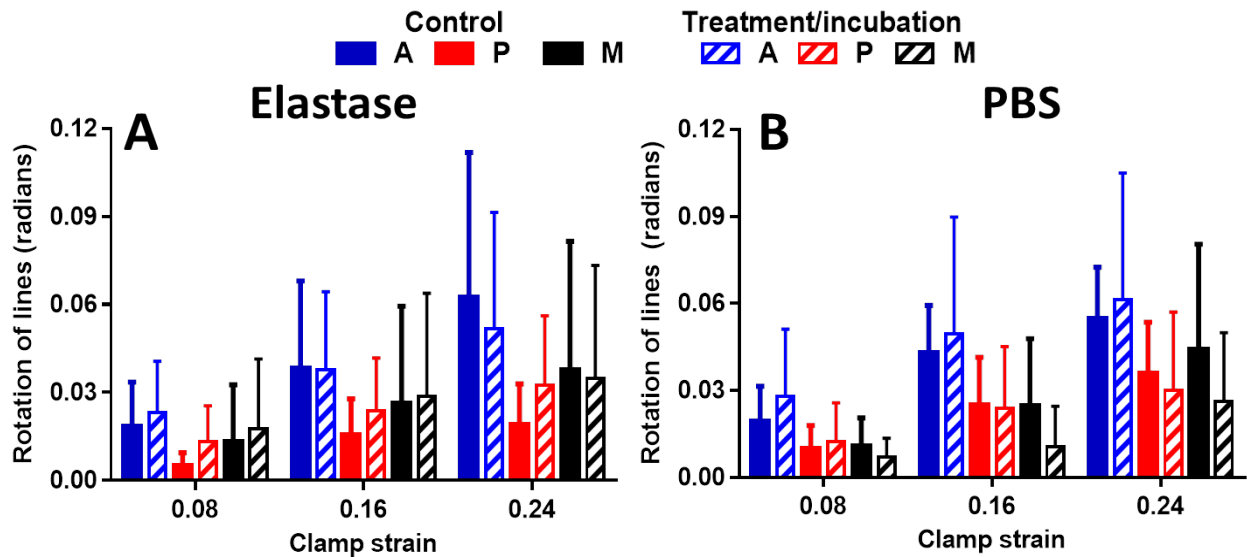 Control Treatment/incubation
A P M A P M
A Elastase
Rotation of lines (radians)
0.12
0.09
0.06
0.03
0.00
0.08 0.16 0.24
Clamp strain
B PBS
Rotation of lines (radians)
0.12
0.09
0.06
0.03
0.00
0.08 0.16 0.24
Clamp strain